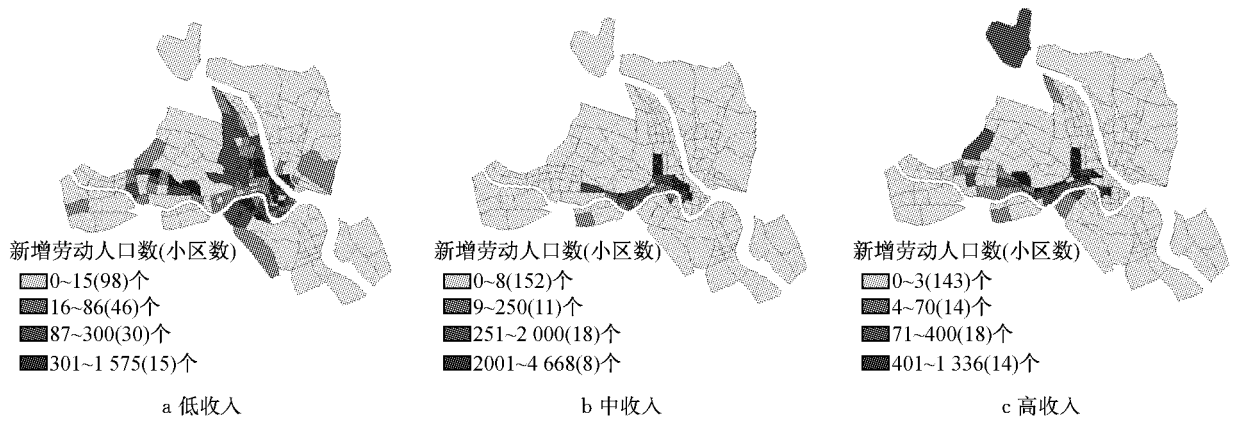 新增劳动人口数(小区数)
0~15(98)个
16~86(46)个
87~300(30)个
301~1 575(15)个
a 低收入
新增劳动人口数(小区数)
0~8(152)个
9~250(11)个
251~2 000(18)个
2001~4 668(8)个
b 中收入
新增劳动人口数(小区数)
0~3(143)个
4~70(14)个
71~400(18)个
401~1 336(14)个
c 高收入